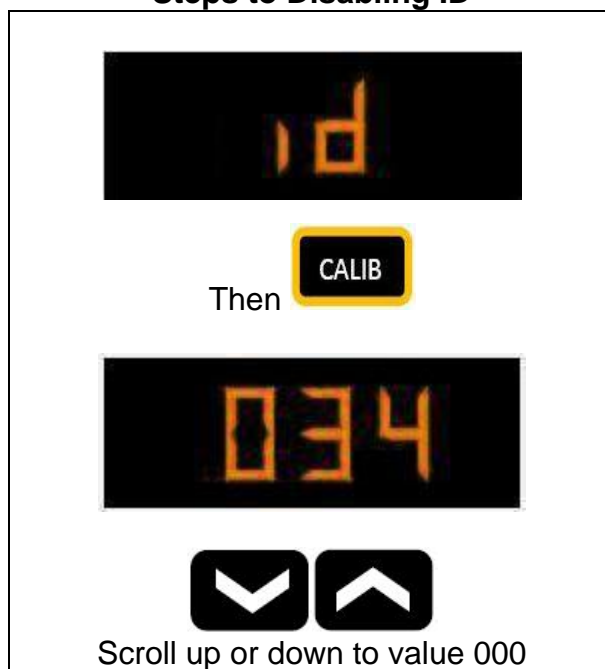 Steps to Disabling ID
id
Then CALIB
034
Scroll up or down to value 000